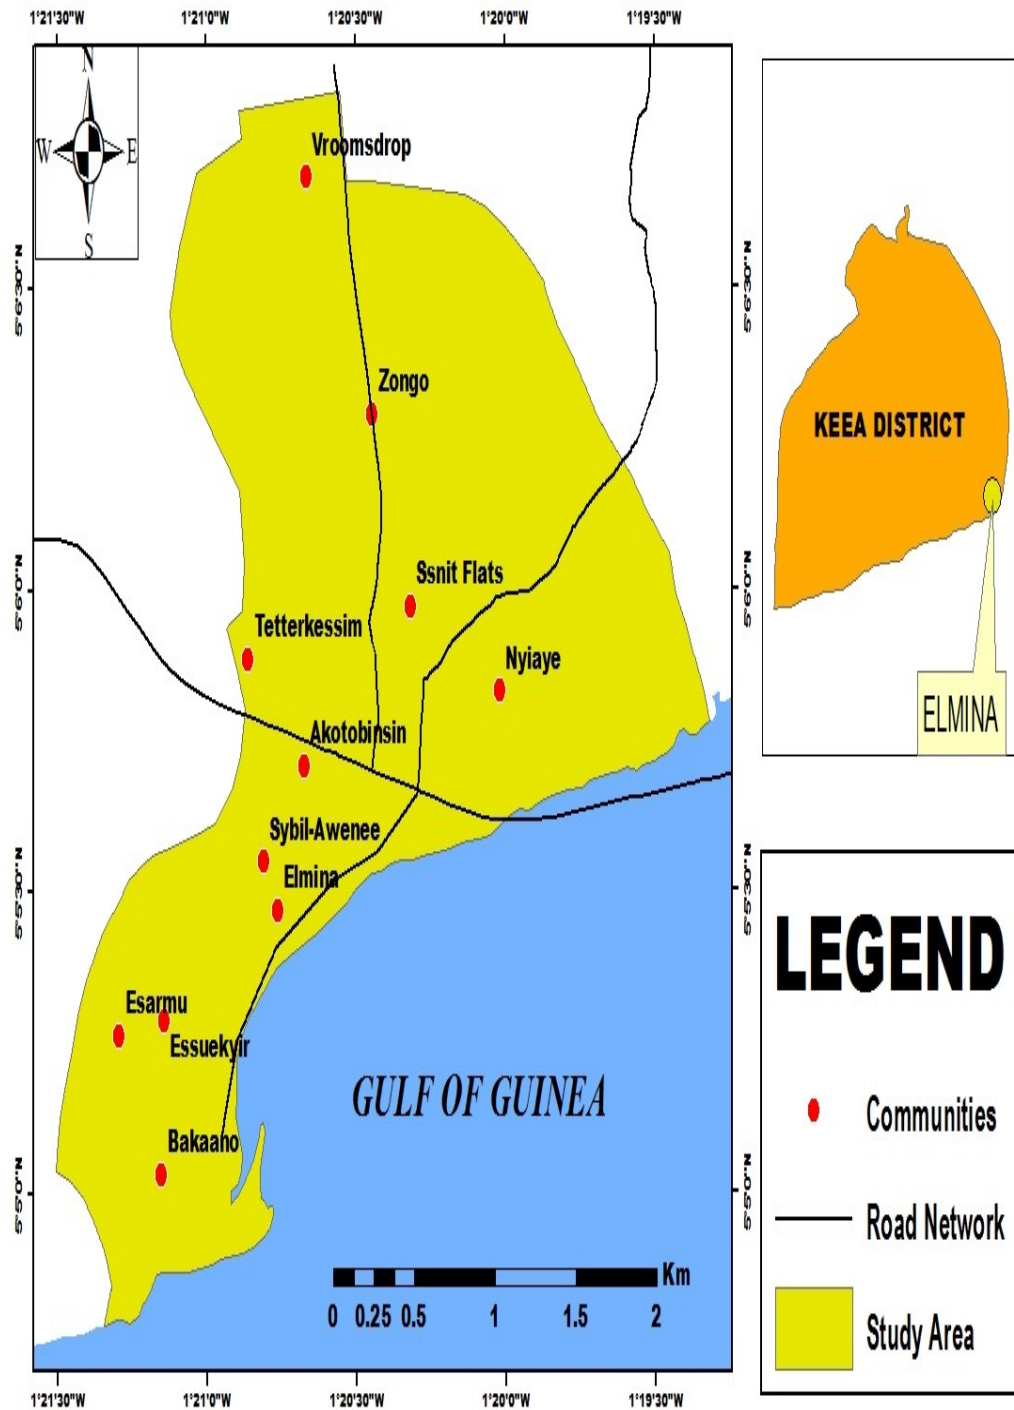 1°21'30"W 1°21'0"W 1°20'30"W 1°20'0"W 1°19'30"W
N
W E
S
Vroomsdrop
5°6'30"N 5°6'30"N
Zongo
KEEA DISTRICT
Ssnit Flats
5°6'0"N 5°6'0"N
Tetterkessim
Nyiaye
ELMINA
Akotobinsin
Sybil-Awenee
Elmina
5°5'30"N 5°5'30"N
LEGEND
Esarmu
Essuekyir
GULF OF GUINEA
Communities
Bakaano
5°5'0"N 5°5'0"N
Road Network
Km
0 0.25 0.5 1 1.5 2
Study Area
1°21'30"W 1°21'0"W 1°20'30"W 1°20'0"W 1°19'30"W